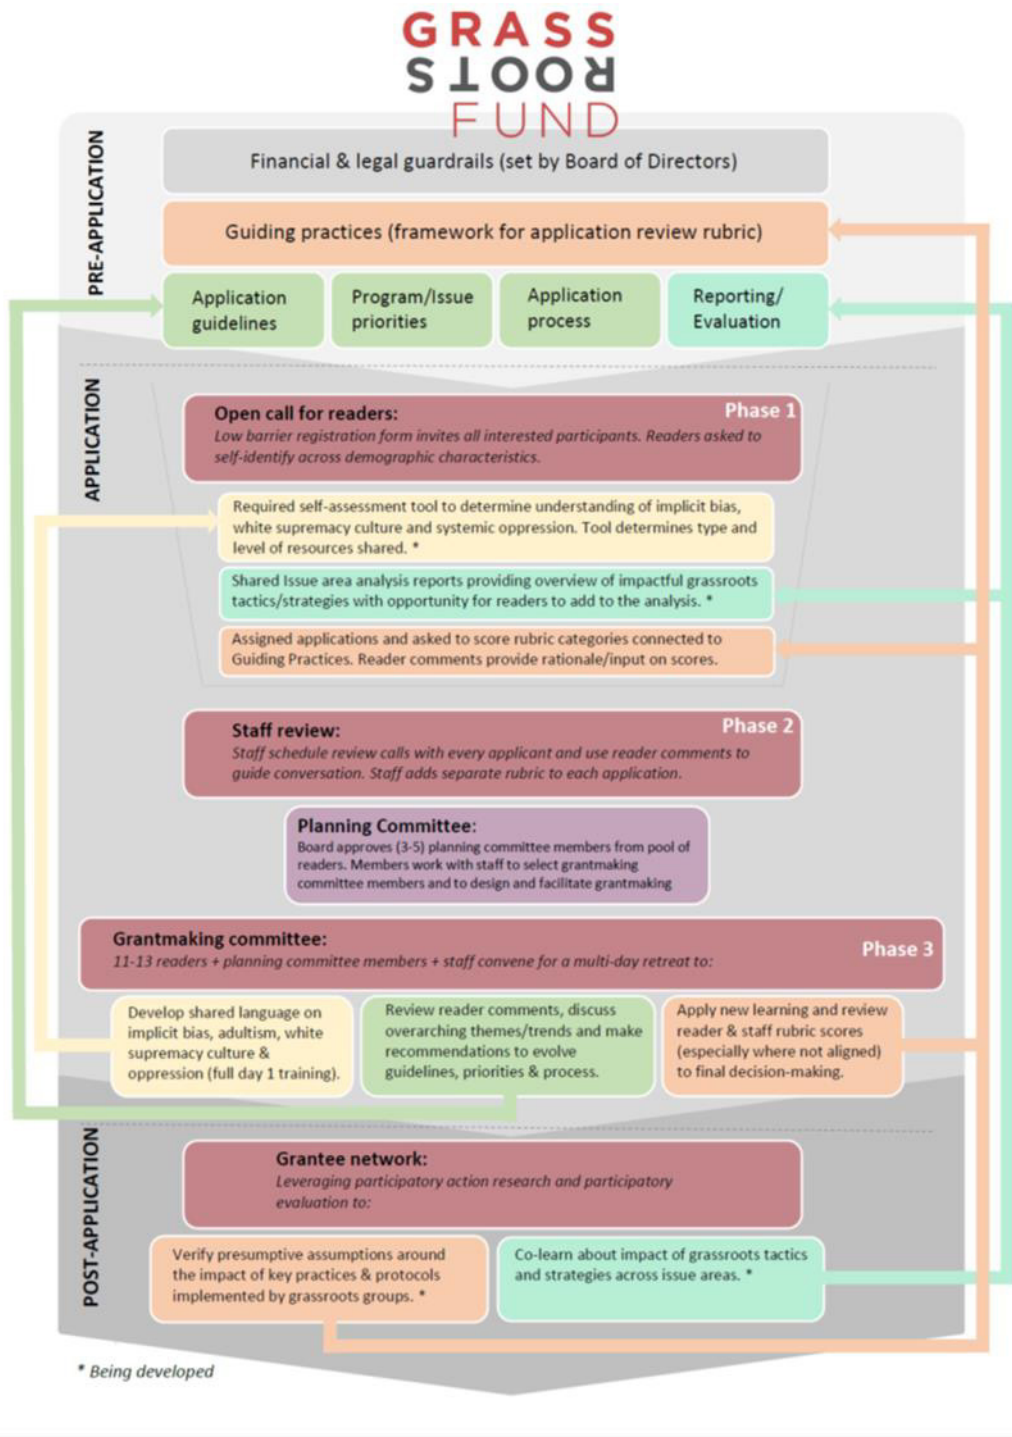 GRASS
ROOTS
FUND
PRE-APPLICATION
Financial & legal guardrails (set by Board of Directors)
Guiding practices (framework for application review rubric)
Application
guidelines
Program/Issue
priorities
Application
process
Reporting/
Evaluation
APPLICATION
Open call for readers:
Phase 1
Low barrier registration form invites all interested participants. Readers asked to
self-identify across demographic characteristics.
Required self-assessment tool to determine understanding of implicit bias,
white supremacy culture and systemic oppression. Tool determines type and
level of resources shared. *
Shared Issue area analysis reports providing overview of impactful grassroots
tactics/strategies with opportunity for readers to add to the analysis. *
Assigned applications and asked to score rubric categories connected to
Guiding Practices. Reader comments provide rationale/input on scores.
Staff review:
Phase 2
Staff schedule review calls with every applicant and use reader comments to
guide conversation. Staff adds separate rubric to each application.
Planning Committee:
Board approves (3-5) planning committee members from pool of
readers. Members work with staff to select grantmaking
committee members and to design and facilitate grantmaking
Grantmaking committee:
Phase 3
11-13 readers + planning committee members + staff convene for a multi-day retreat to:
Develop shared language on
implicit bias, adultism, white
supremacy culture &
oppression (full day 1 training).
Review reader comments, discuss
overarching themes/trends and make
recommendations to evolve
guidelines, priorities & process.
Apply new learning and review
reader & staff rubric scores
(especially where not aligned)
to final decision-making.
POST-APPLICATION
Grantee network:
Leveraging participatory action research and participatory
evaluation to:
Verify presumptive assumptions around
the impact of key practices & protocols
implemented by grassroots groups. *
Co-learn about impact of grassroots tactics
and strategies across issue areas. *
* Being developed